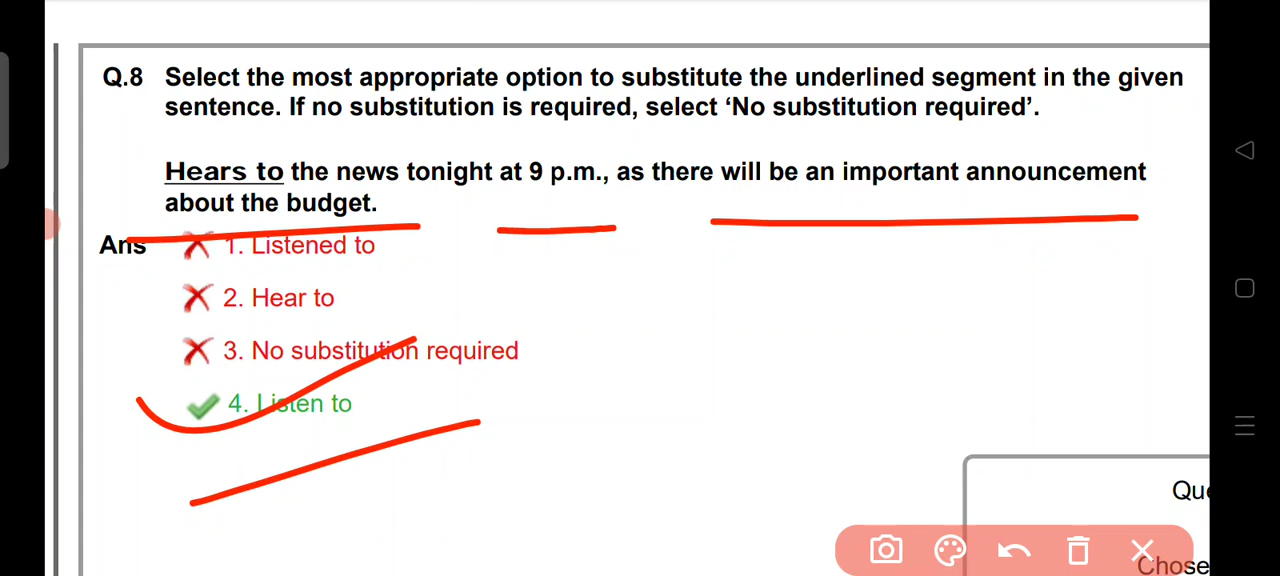 Q.8 Select the most appropriate option to substitute the underlined segment in the given
sentence. If no substitution is required, select ‘No substitution required’.
Hears to the news tonight at 9 p.m., as there will be an important announcement
about the budget.
Ans 1. Listened to
2. Hear to
3. No substitution required
4. Listen to
Chose